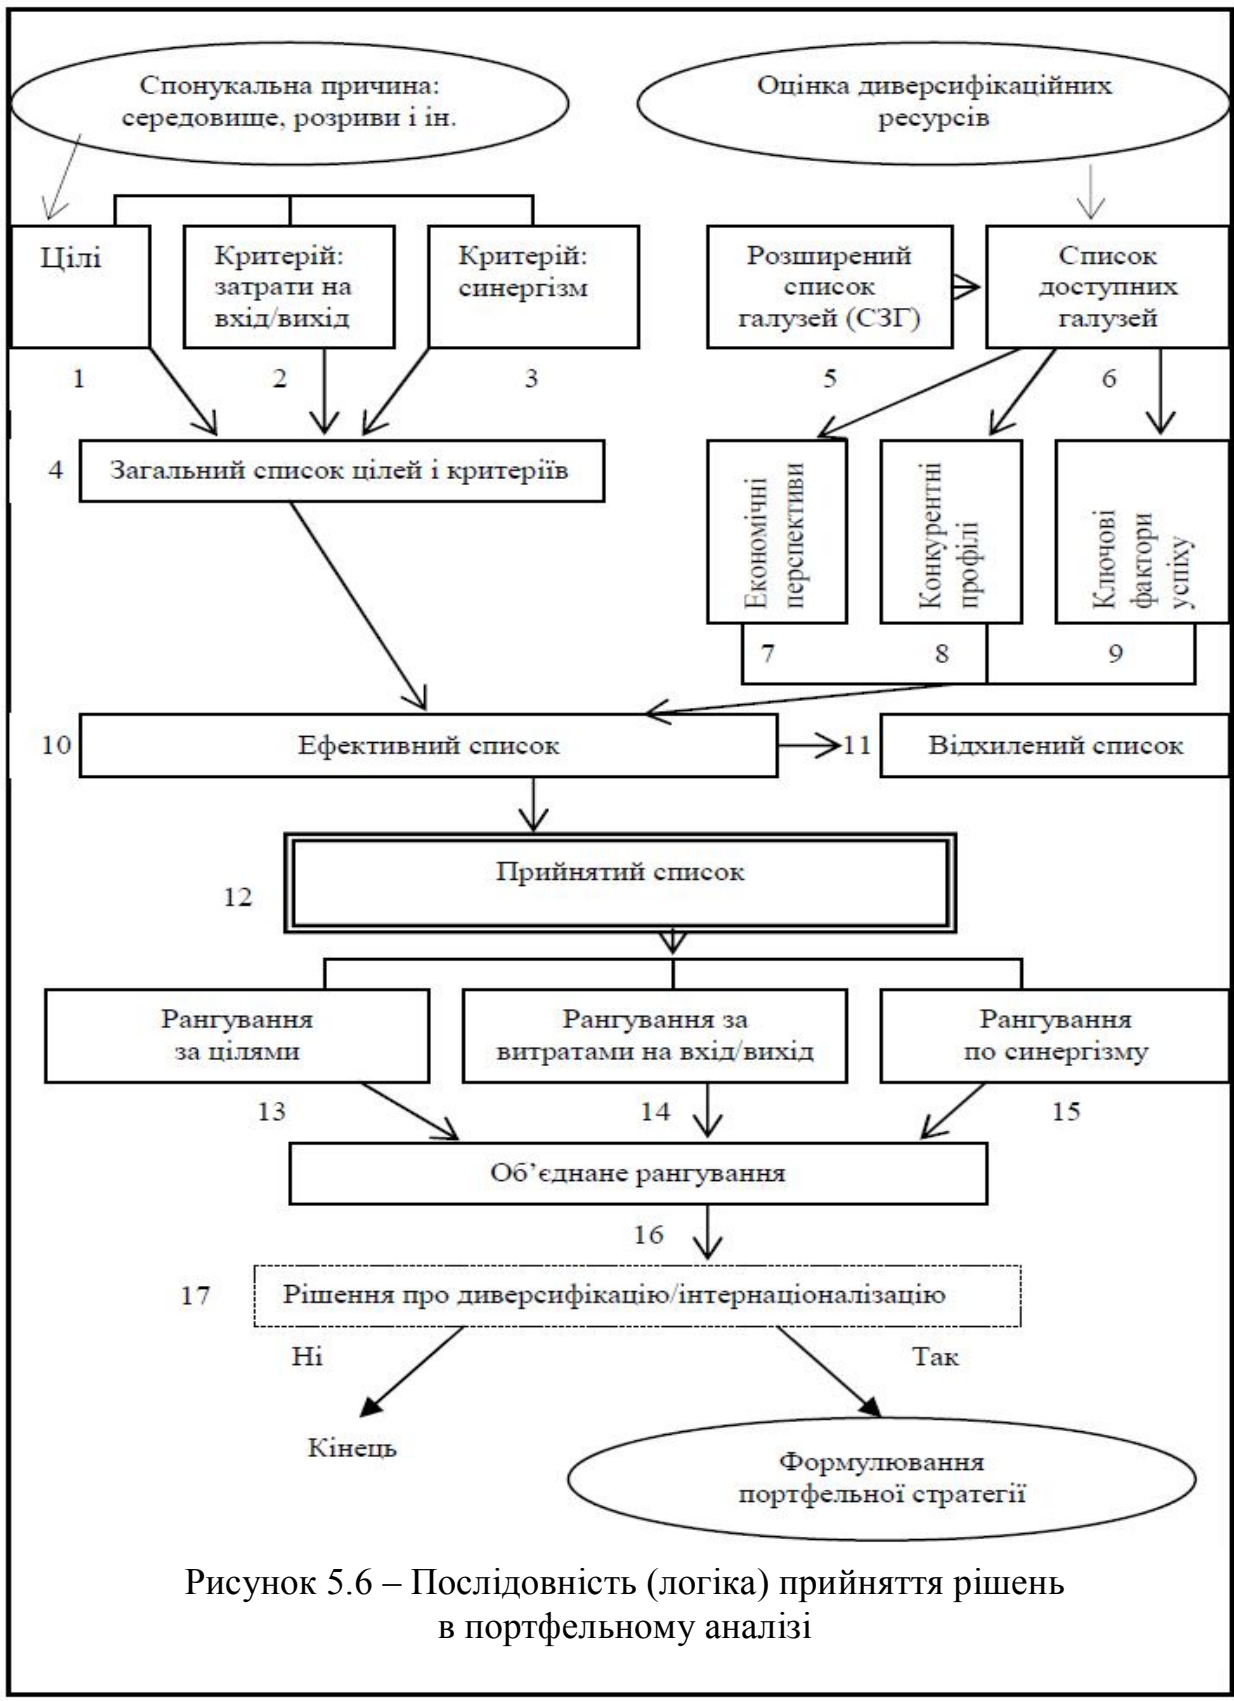 Спонукальна причина:
середовище, розриви і ін.
Оцінка диверсифікаційних
ресурсів
Цілі
Критерій:
затрати на
вхід/вихід
Критерій:
синергізм
Розширений
список
галузей (СЗГ)
Список
доступних
галузей
1
2
3
5
6
4
Загальний список цілей і критеріїв
Економічні
перспективи
Конкурентні
профілі
Ключові
фактори
успіху
7
8
9
10
Ефективний список
11
Відхилений список
Прийнятий список
12
Рангування
за цілями
Рангування за
витратами на вхід/вихід
Рангування
по синергізму
13
14
15
Об’єднане рангування
16
17
Рішення про диверсифікацію/інтернаціоналізацію
Ні
Так
Кінець
Формулювання
портфельної стратегії
Рисунок 5.6 – Послідовність (логіка) прийняття рішень
в портфельному аналізі